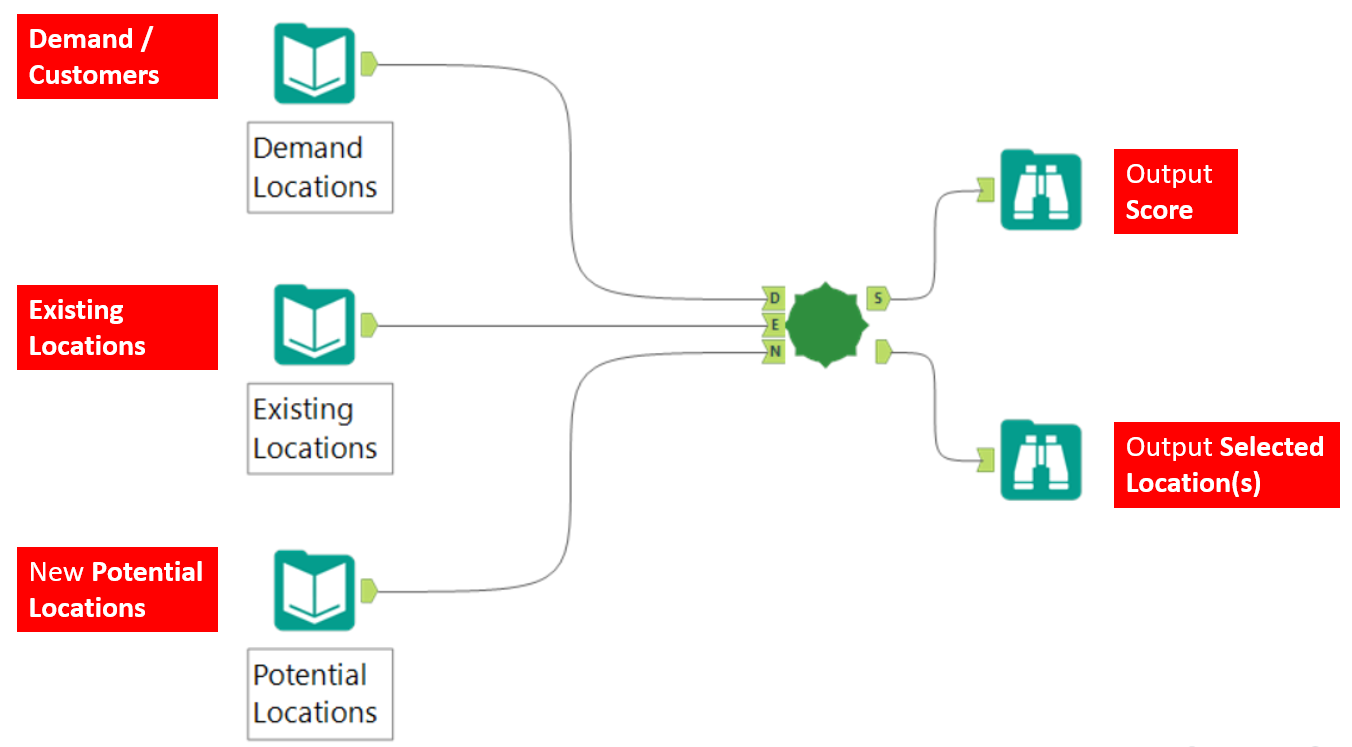 Demand /
Customers
Demand
Locations
Existing
Locations
Existing
Locations
New Potential
Locations
Potential
Locations
D
E
N
S
Output
Score
Output Selected
Location(s)